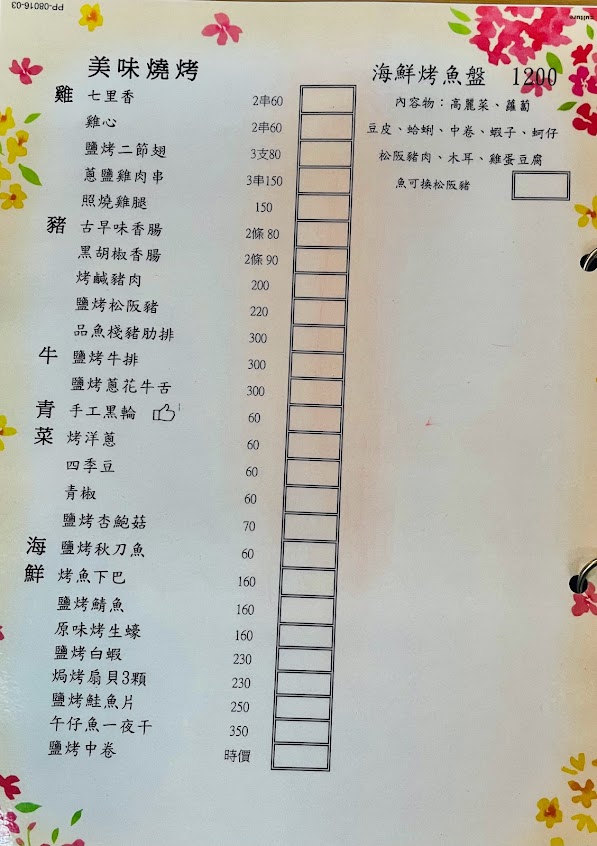 PP-08016-03
culture
美味燒烤
雞 七里香 2串60
雞心 2串60
鹽烤二節翅 3支80
蔥鹽雞肉串 3串150
照燒雞腿 150
豬 古早味香腸 2條 80
黑胡椒香腸 2條 90
烤鹹豬肉 200
鹽烤松阪豬 220
品魚棧豬肋排 300
牛 鹽烤牛排 300
鹽烤蔥花牛舌 300
青 手工黑輪 60
菜 烤洋蔥 60
四季豆 60
青椒 60
鹽烤杏鮑菇 70
海 鹽烤秋刀魚 60
鮮 烤魚下巴 160
鹽烤鯖魚 160
原味烤生蠔 160
鹽烤白蝦 230
焗烤扇貝3顆 230
鹽烤鮭魚片 250
午仔魚一夜干 350
鹽烤中卷 時價
海鮮烤魚盤 1200
內容物：高麗菜、蘿蔔
豆皮、蛤蜊、中卷、蝦子、蚵仔
松阪豬肉、木耳、雞蛋豆腐
魚可換松阪豬